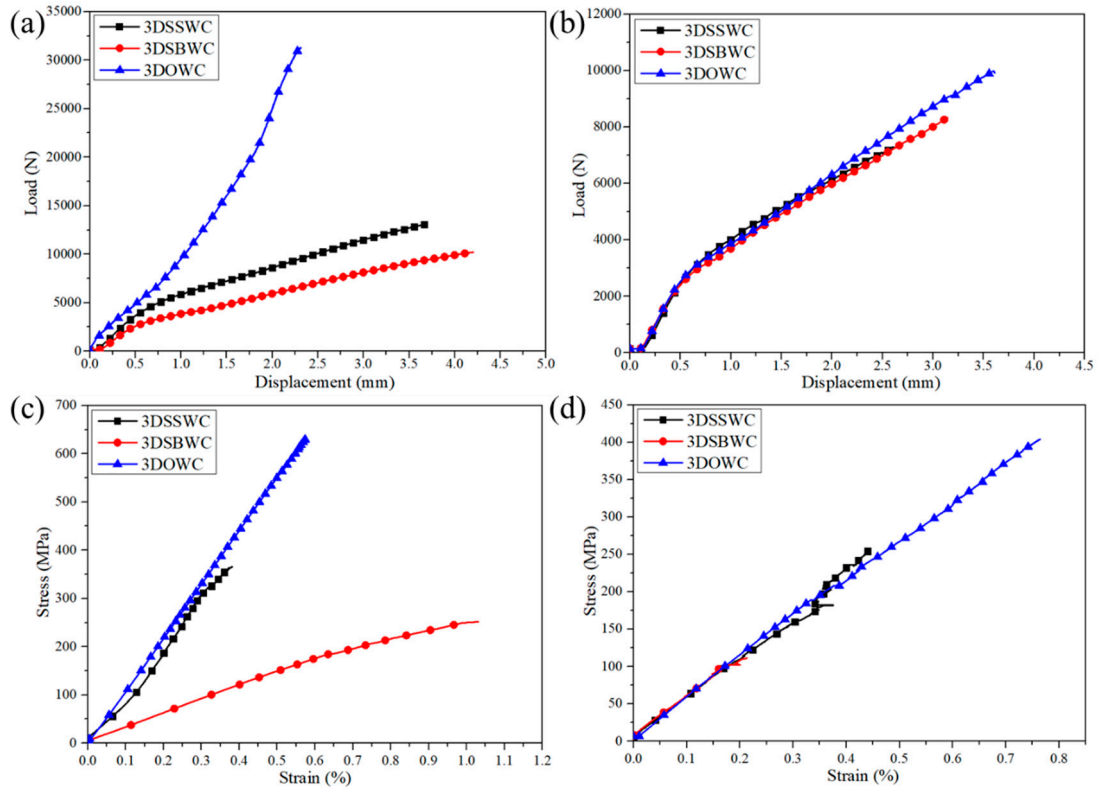 (a)
3DSSWC
3DSBWC
3DOWC
35000
30000
25000
20000
15000
10000
5000
0
Load (N)
0.0 0.5 1.0 1.5 2.0 2.5 3.0 3.5 4.0 4.5 5.0
Displacement (mm)
(b)
3DSSWC
3DSBWC
3DOWC
12000
10000
8000
6000
4000
2000
0
Load (N)
0.0 0.5 1.0 1.5 2.0 2.5 3.0 3.5 4.0 4.5
Displacement (mm)
(c)
3DSSWC
3DSBWC
3DOWC
700
600
500
400
300
200
100
0
Stress (MPa)
0.0 0.1 0.2 0.3 0.4 0.5 0.6 0.7 0.8 0.9 1.0 1.1 1.2
Strain (%)
(d)
3DSSWC
3DSBWC
3DOWC
450
400
350
300
250
200
150
100
50
0
Stress (MPa)
0.0 0.1 0.2 0.3 0.4 0.5 0.6 0.7 0.8
Strain (%)